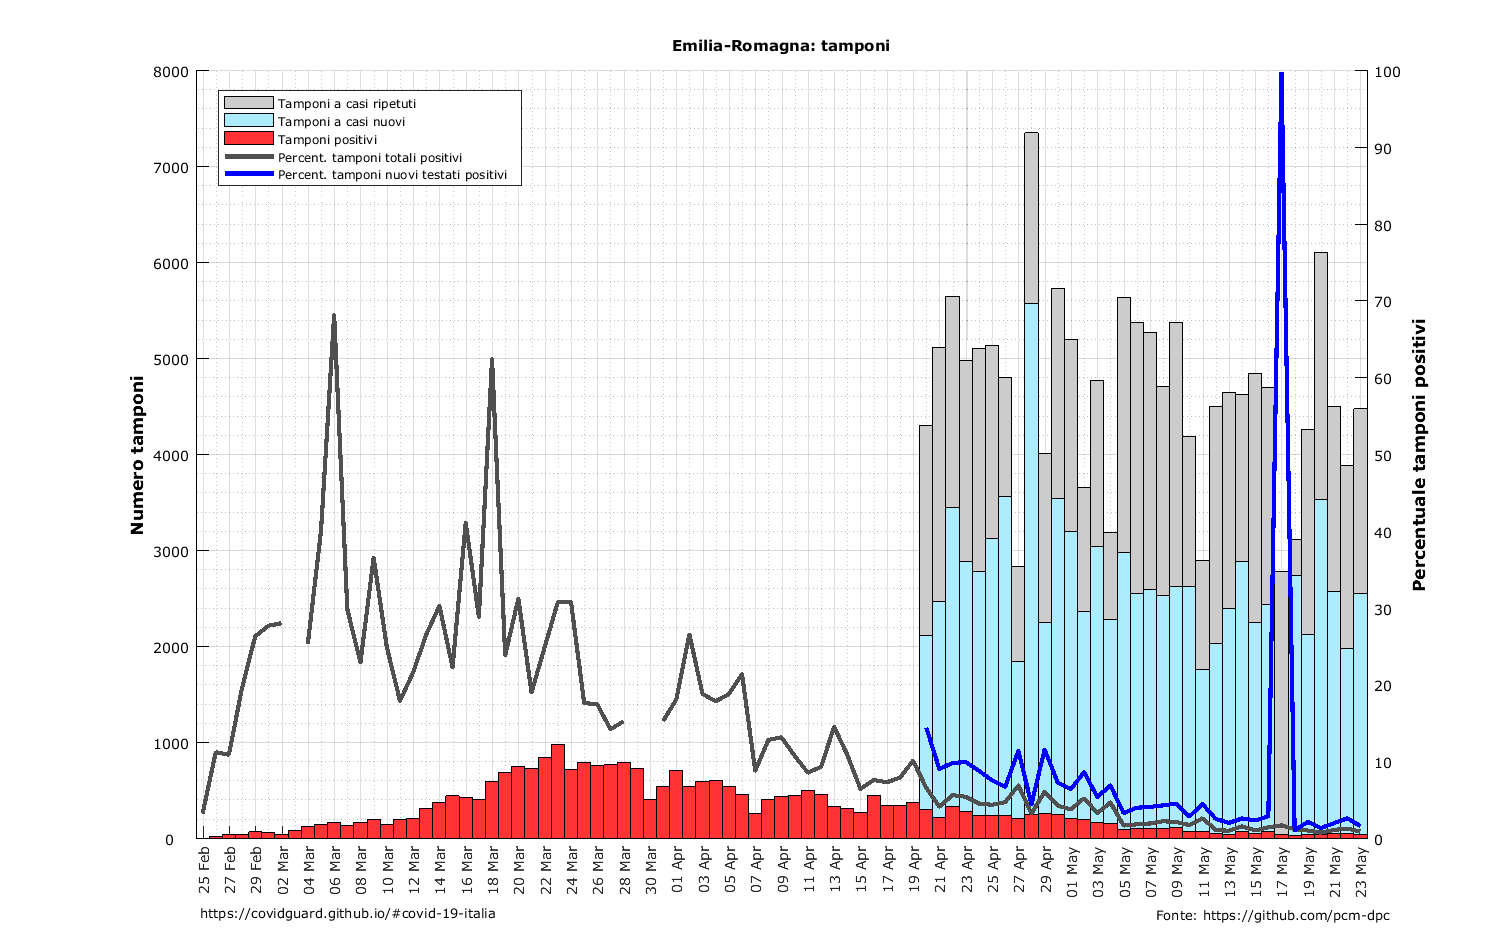 Emilia-Romagna: tamponi
Tamponi a casi ripetuti
Tamponi a casi nuovi
Tamponi positivi
Percent. tamponi totali positivi
Percent. tamponi nuovi testati positivi
Numero tamponi
8000
7000
6000
5000
4000
3000
2000
1000
0
Percentuale tamponi positivi
100
90
80
70
60
50
40
30
20
10
0
25 Feb
27 Feb
29 Feb
02 Mar
04 Mar
06 Mar
08 Mar
10 Mar
12 Mar
14 Mar
16 Mar
18 Mar
20 Mar
22 Mar
24 Mar
26 Mar
28 Mar
30 Mar
01 Apr
03 Apr
05 Apr
07 Apr
09 Apr
11 Apr
13 Apr
15 Apr
17 Apr
19 Apr
21 Apr
23 Apr
25 Apr
27 Apr
29 Apr
01 May
03 May
05 May
07 May
09 May
11 May
13 May
15 May
17 May
19 May
21 May
23 May
https://covidguard.github.io/#covid-19-italia
Fonte: https://github.com/pcm-dpc